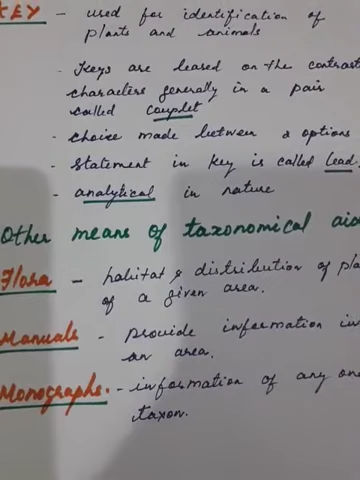 KEY - used for identification of
plants and animals
- Keys are based on the contrast
characters generally in a pair
called couplet
- Choice made between 2 options
- Statement in key is called lead
- analytical in nature
Other means of taxonomical aid
Flora - habitat & distribution of pla
of a given area.
Manuals - provide information in
an area.
Monographs. - information of any one
taxon.